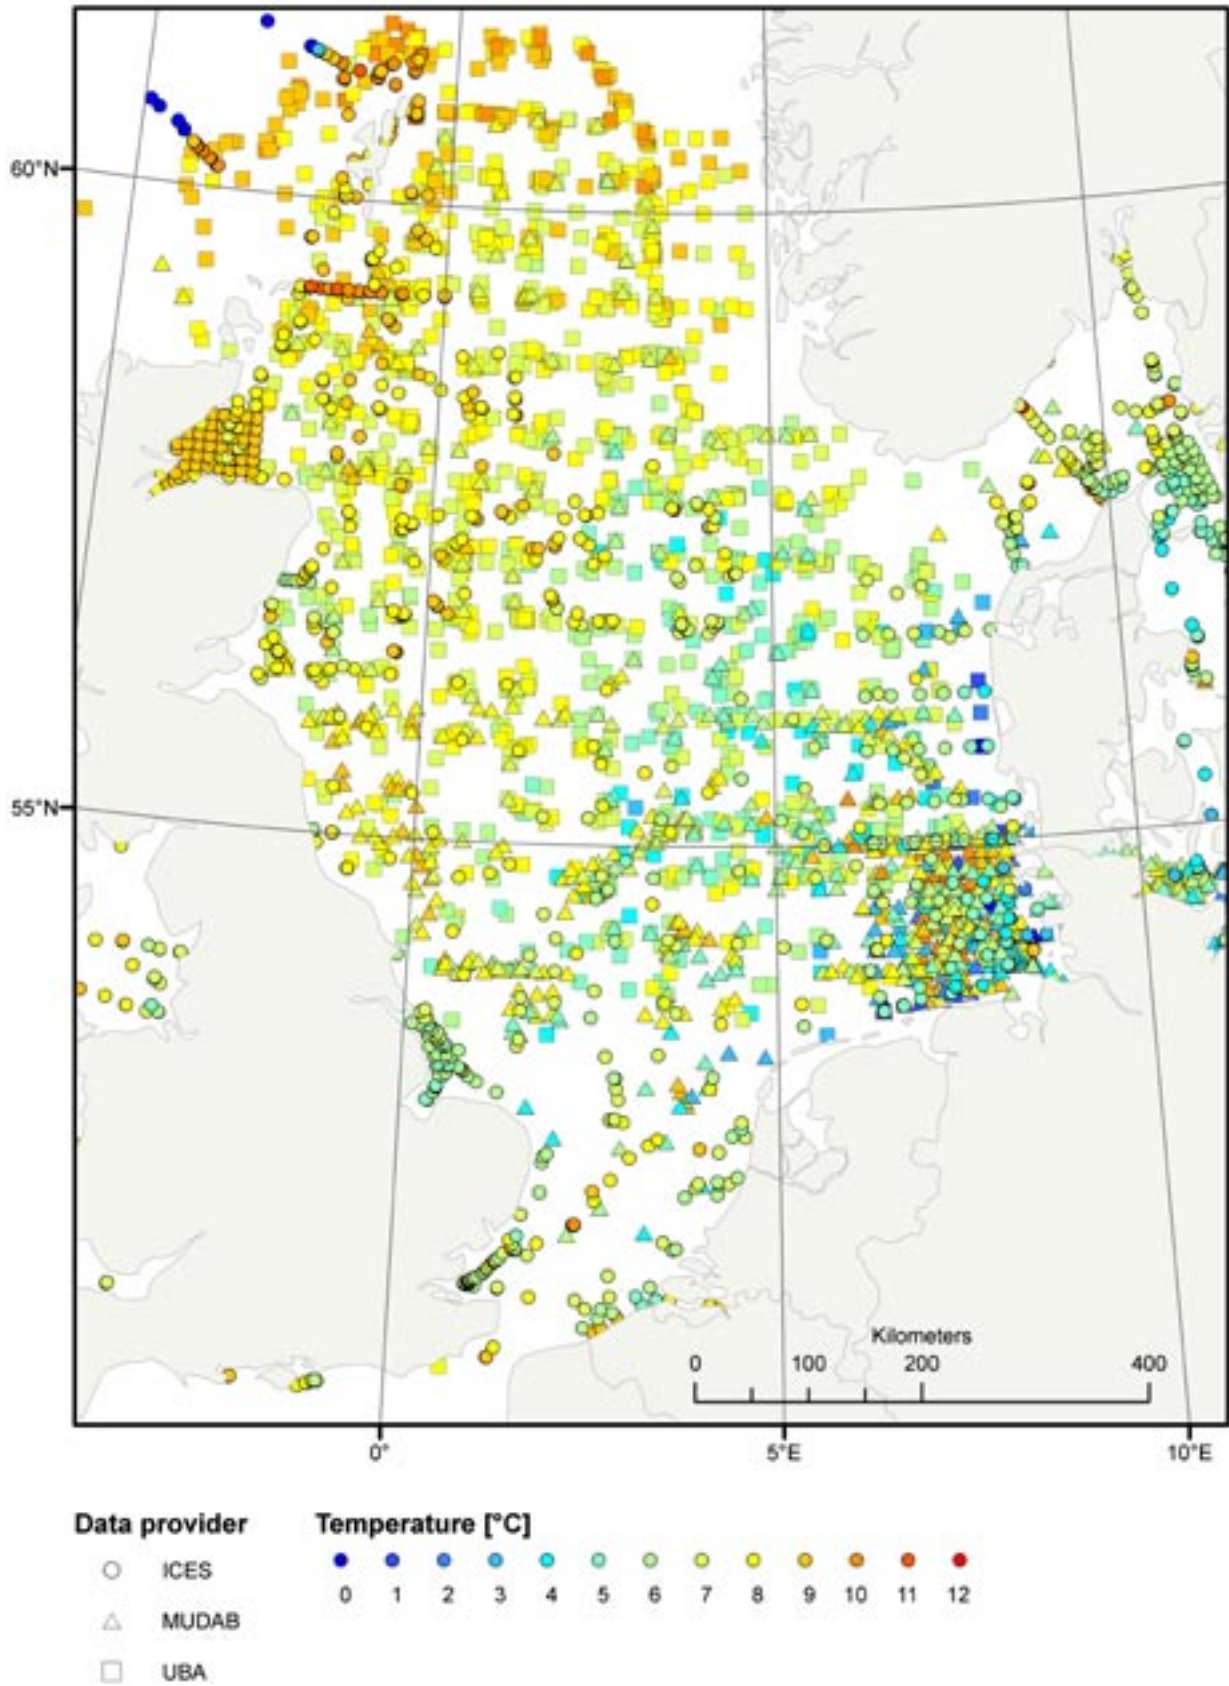 60°N
55°N
Kilometers
0 100 200 400
0° 5°E 10°E
Data provider
ICES
MUDAB
UBA
Temperature [°C]
0 1 2 3 4 5 6 7 8 9 10 11 12